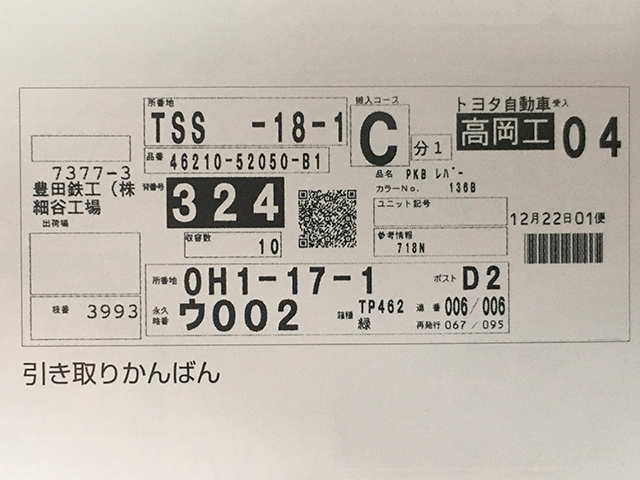 所番地 TSS -18-1
搬入コース C 分1
トヨタ自動車 受入
高岡工 04
品番 46210-52050-B1
品名 PKB レバー
カラーNo. 136B
7377-3
豊田鉄工(株
細谷工場
出荷場
背番号 324
収容数 10
ユニット記号
参考情報 718N
12月22日01便
所番地 OH1-17-1 ポスト D2
枝番 3993
永久路番 ウ002
箱種 TP462 緑
連番 006/006
再発行 067/095
引き取りかんばん